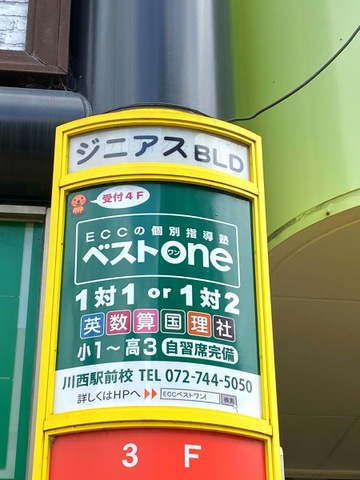 ジニアスBLD
受付4F
ECCの個別指導塾
ベストone
ワン
1対1 or 1対2
英数算国理社
小1〜高3 自習席完備
川西駅前校 TEL 072-744-5050
詳しくはHPへ ECCベストワン 検索
3 F